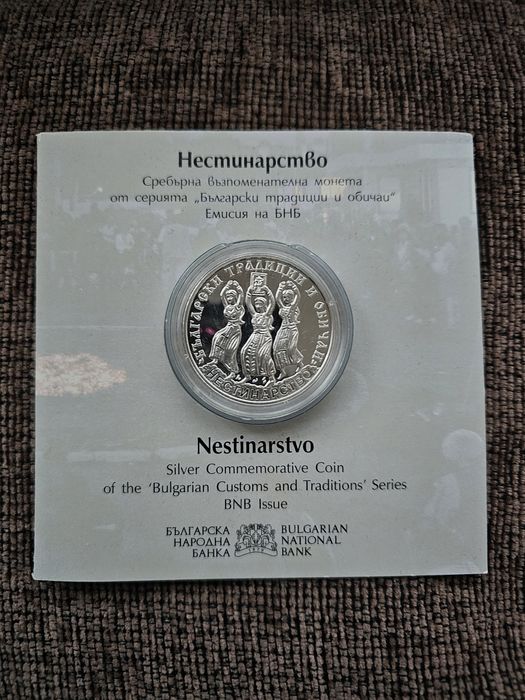 Нестинарство
Сребърна възпоменателна монета
от серията „Български традиции и обичаи“
Емисия на БНБ
БЪЛГАРСКИ ТРАДИЦИИ И ОБИЧАИ
НЕСТИНАРСТВО
Nestinarstvo
Silver Commemorative Coin
of the ‘Bulgarian Customs and Traditions’ Series
BNB Issue
БЪЛГАРСКА
НАРОДНА
БАНКА
1879
BULGARIAN
NATIONAL
BANK